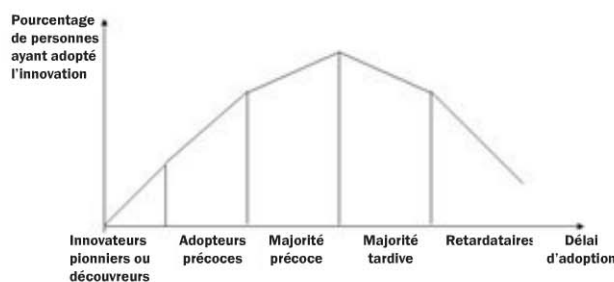 Pourcentage
de personnes
ayant adopté
l'innovation
Innovateurs
pionniers ou
découvreurs
Adopteurs
précoces
Majorité
précoce
Majorité
tardive
Retardataires
Délai
d'adoption